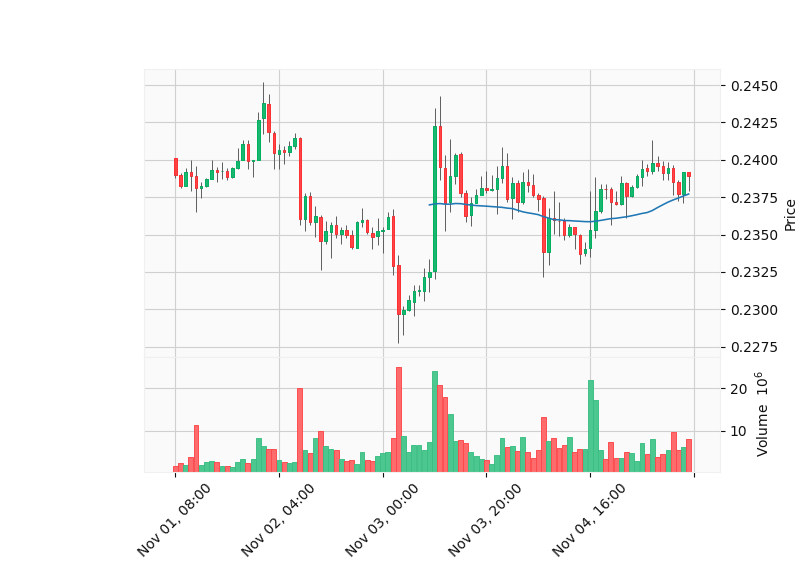 0.2450
0.2425
0.2400
0.2375
0.2350
0.2325
0.2300
0.2275
Price
20
10
Volume 10⁶
Nov 01, 08:00
Nov 02, 04:00
Nov 03, 00:00
Nov 03, 20:00
Nov 04, 16:00